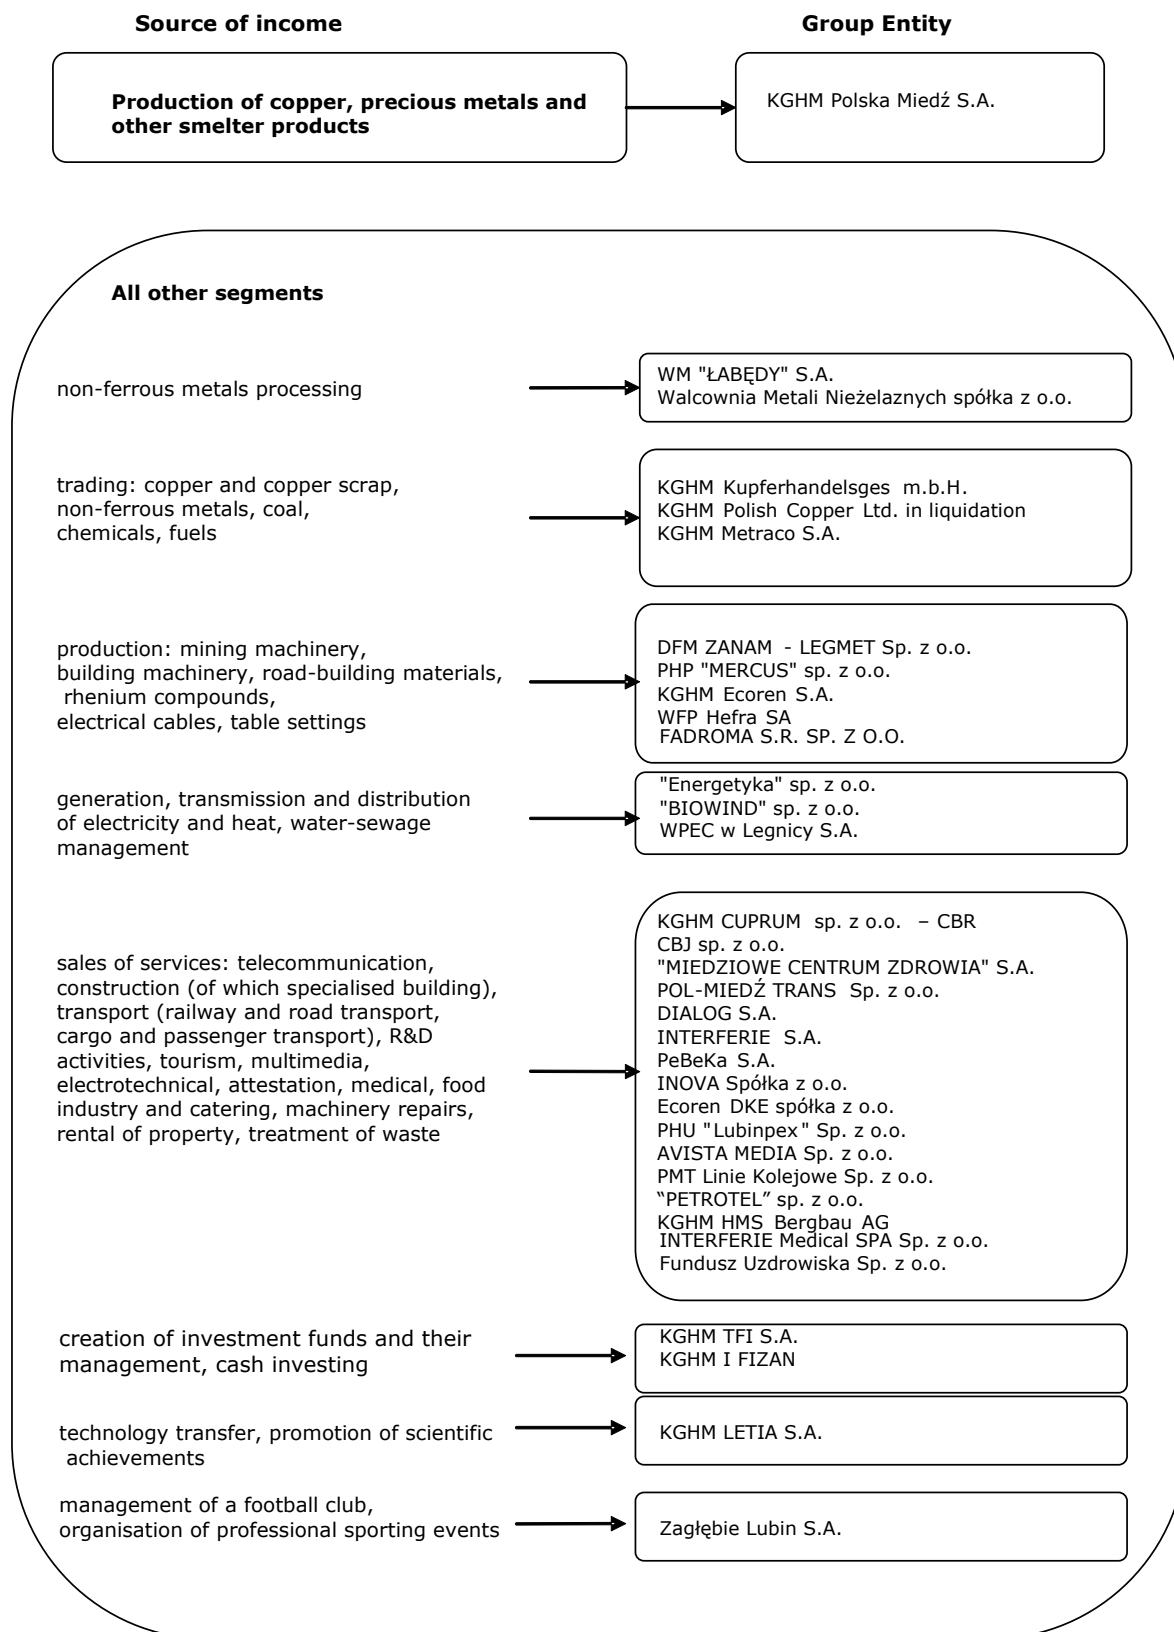 Source of income
Group Entity
Production of copper, precious metals and
other smelter products
KGHM Polska Miedź S.A.
All other segments
non-ferrous metals processing
WM "ŁABĘDY" S.A.
Walcownia Metali Nieżelaznych spółka z o.o.
trading: copper and copper scrap,
non-ferrous metals, coal,
chemicals, fuels
KGHM Kupferhandelsges m.b.H.
KGHM Polish Copper Ltd. in liquidation
KGHM Metraco S.A.
production: mining machinery,
building machinery, road-building materials,
rhenium compounds,
electrical cables, table settings
DFM ZANAM - LEGMET Sp. z o.o.
PHP "MERCUS" sp. z o.o.
KGHM Ecoren S.A.
WFP Hefra SA
FADROMA S.R. SP. Z O.O.
generation, transmission and distribution
of electricity and heat, water-sewage
management
"Energetyka" sp. z o.o.
"BIOWIND" sp. z o.o.
WPEC w Legnicy S.A.
sales of services: telecommunication,
construction (of which specialised building),
transport (railway and road transport,
cargo and passenger transport), R&D
activities, tourism, multimedia,
electrotechnical, attestation, medical, food
industry and catering, machinery repairs,
rental of property, treatment of waste
KGHM CUPRUM sp. z o.o. – CBR
CBJ sp. z o.o.
"MIEDZIOWE CENTRUM ZDROWIA" S.A.
POL-MIEDŹ TRANS Sp. z o.o.
DIALOG S.A.
INTERFERIE S.A.
PeBeKa S.A.
INOVA Spółka z o.o.
Ecoren DKE spółka z o.o.
PHU "Lubinpex" Sp. z o.o.
AVISTA MEDIA Sp. z o.o.
PMT Linie Kolejowe Sp. z o.o.
“PETROTEL” sp. z o.o.
KGHM HMS Bergbau AG
INTERFERIE Medical SPA Sp. z o.o.
Fundusz Uzdrowiska Sp. z o.o.
creation of investment funds and their
management, cash investing
KGHM TFI S.A.
KGHM I FIZAN
technology transfer, promotion of scientific
achievements
KGHM LETIA S.A.
management of a football club,
organisation of professional sporting events
Zagłębie Lubin S.A.